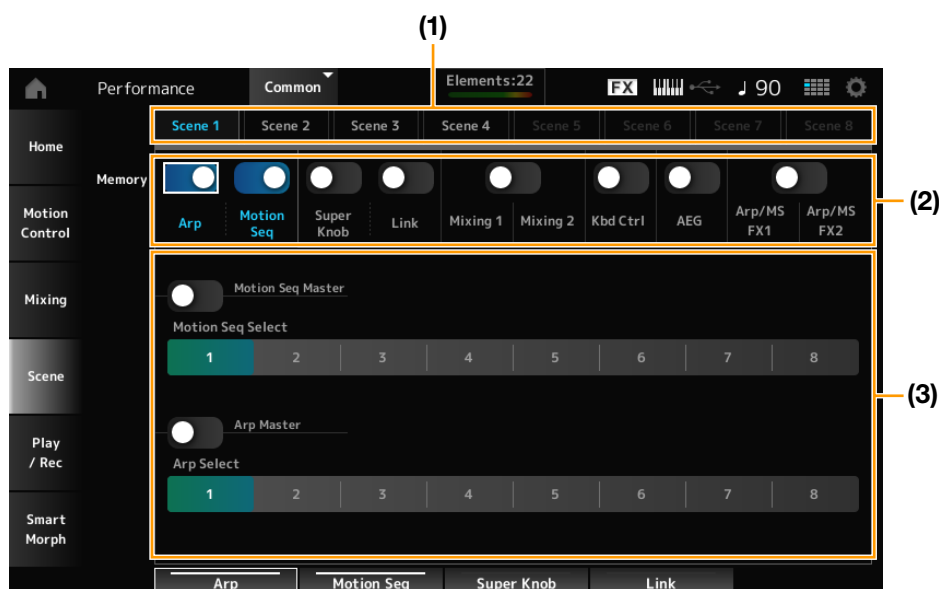 (1)
Performance Common Elements:22 FX 90
Scene 1 Scene 2 Scene 3 Scene 4 Scene 5 Scene 6 Scene 7 Scene 8
Home
Memory
Arp Motion Seq Super Knob Link Mixing 1 Mixing 2 Kbd Ctrl AEG Arp/MS FX1 Arp/MS FX2
(2)
Motion Control
Motion Seq Master
Mixing
Motion Seq Select
1 2 3 4 5 6 7 8
Scene
(3)
Arp Master
Play / Rec
Arp Select
1 2 3 4 5 6 7 8
Smart Morph
Arp Motion Seq Super Knob Link